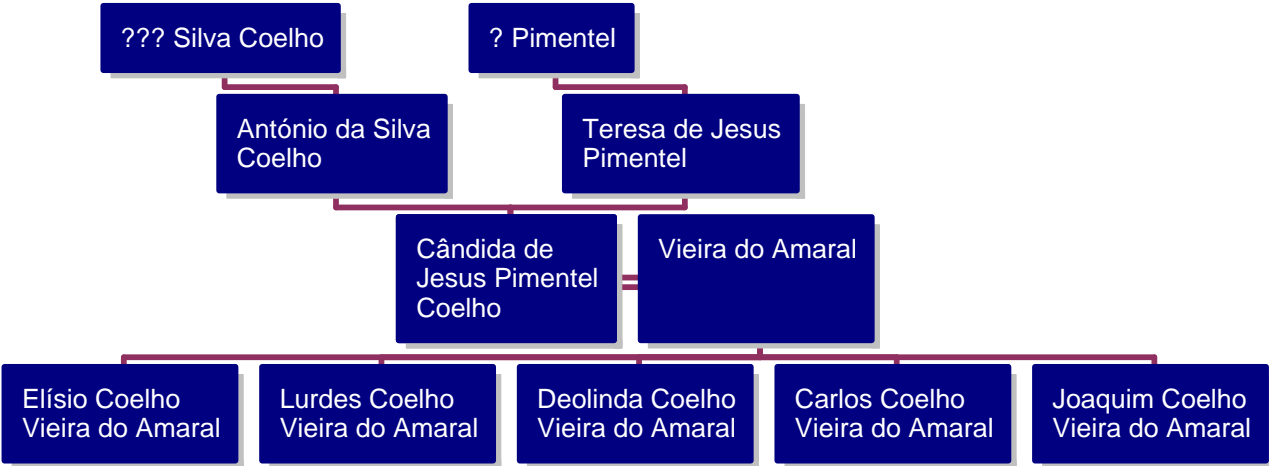 ??? Silva Coelho
? Pimentel
António da Silva
Coelho
Teresa de Jesus
Pimentel
Cândida de
Jesus Pimentel
Coelho
Vieira do Amaral
Elísio Coelho
Vieira do Amaral
Lurdes Coelho
Vieira do Amaral
Deolinda Coelho
Vieira do Amaral
Carlos Coelho
Vieira do Amaral
Joaquim Coelho
Vieira do Amaral